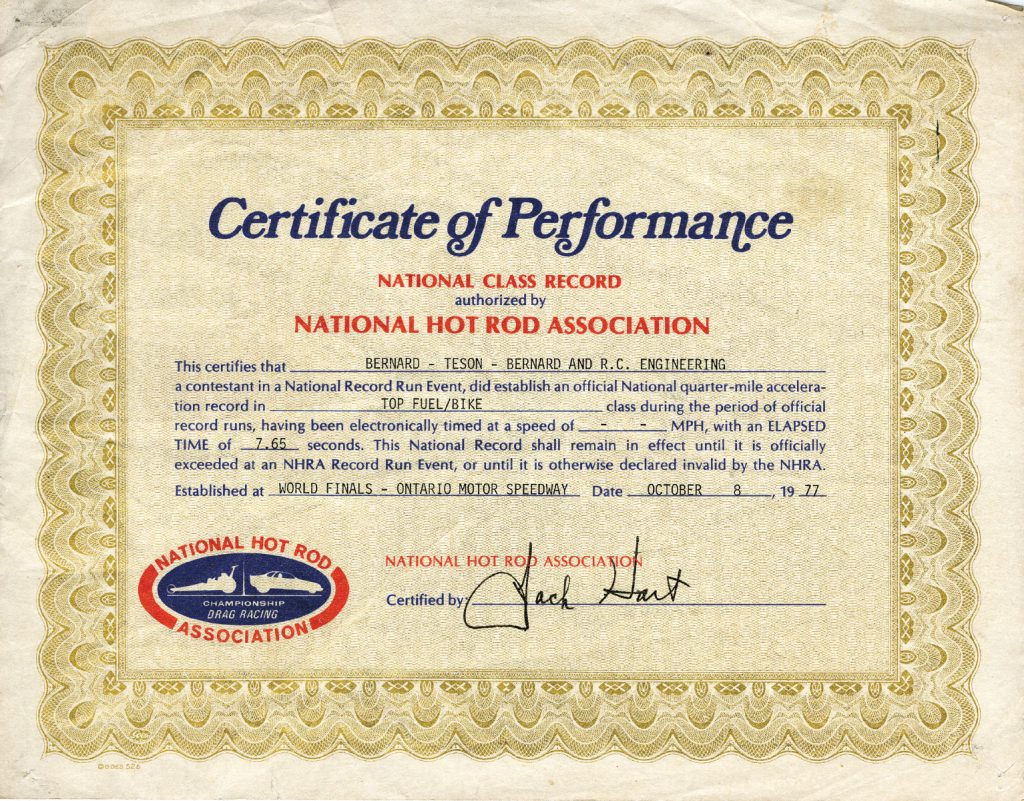 Certificate of Performance
NATIONAL CLASS RECORD
authorized by
NATIONAL HOT ROD ASSOCIATION
This certifies that BERNARD - TESON - BERNARD AND R.C. ENGINEERING
a contestant in a National Record Run Event, did establish an official National quarter-mile accelera-
tion record in TOP FUEL/BIKE class during the period of official
record runs, having been electronically timed at a speed of - - MPH, with an ELAPSED
TIME of 7.65 seconds. This National Record shall remain in effect until it is officially
exceeded at an NHRA Record Run Event, or until it is otherwise declared invalid by the NHRA.
Established at WORLD FINALS - ONTARIO MOTOR SPEEDWAY Date OCTOBER 8, 1977
NATIONAL HOT ROD
CHAMPIONSHIP
DRAG RACING
ASSOCIATION
NATIONAL HOT ROD ASSOCIATION
Certified by: Jack Hart
©GOES 526